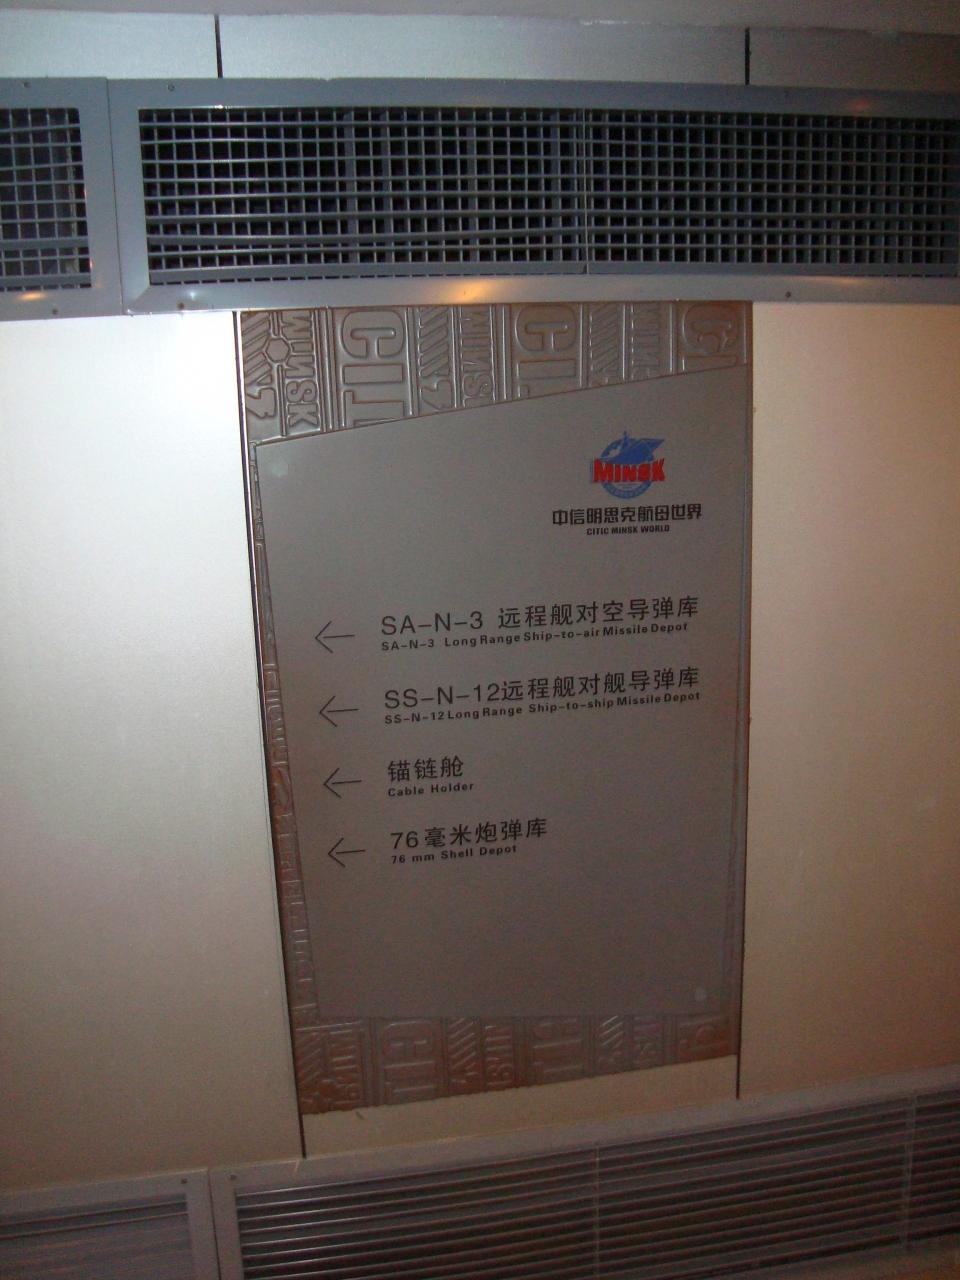 MINSK
中信明思克航母世界
CITIC MINSK WORLD
SA-N-3 远程舰对空导弹库
SA-N-3 Long Range Ship-to-air Missile Depot
SS-N-12远程舰对舰导弹库
SS-N-12 Long Range Ship-to-ship Missile Depot
锚链舱
Cable Holder
76毫米炮弹库
76 mm Shell Depot